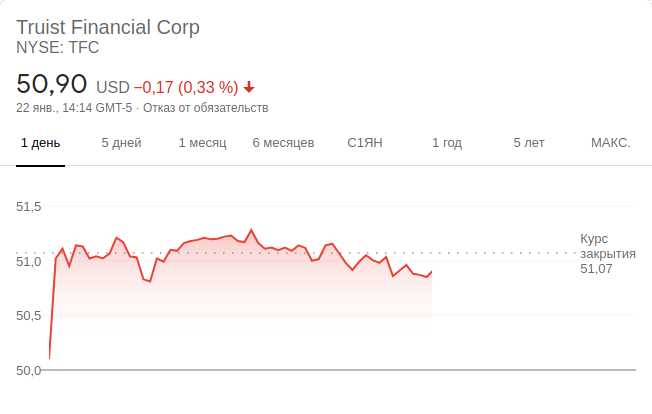 Truist Financial Corp
NYSE: TFC
50,90 USD −0,17 (0,33 %)
22 янв., 14:14 GMT-5 · Отказ от обязательств
1 день 5 дней 1 месяц 6 месяцев С1ЯН 1 год 5 лет МАКС.
51,5
Курс
закрытия
51,07
51,0
50,5
50,0